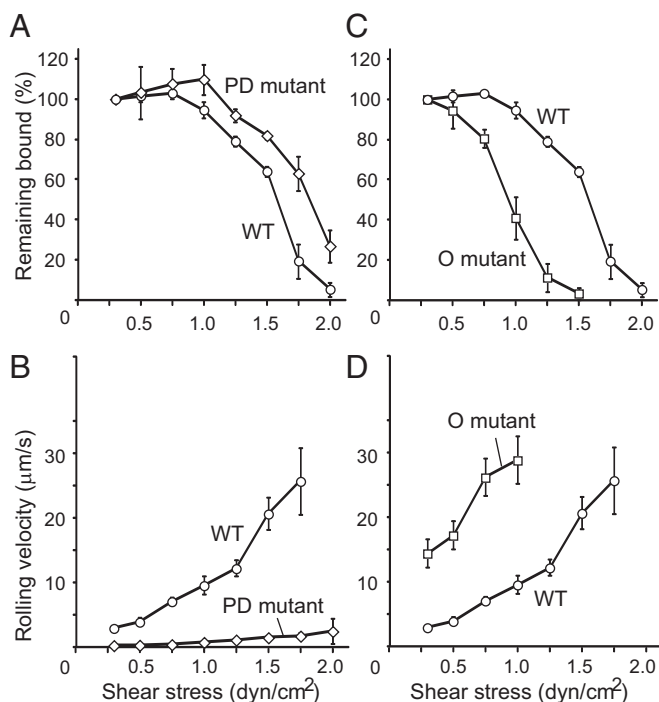 A
120
100
80
60
40
20
0
Remaining bound (%)
PD mutant
WT
0.5 1.0 1.5 2.0
C
120
100
80
60
40
20
0
WT
O mutant
0.5 1.0 1.5 2.0
B
40
30
20
10
0
Rolling velocity (μm/s)
WT
PD mutant
0.5 1.0 1.5 2.0
Shear stress (dyn/cm²)
D
40
30
20
10
0
O mutant
WT
0.5 1.0 1.5 2.0
Shear stress (dyn/cm²)